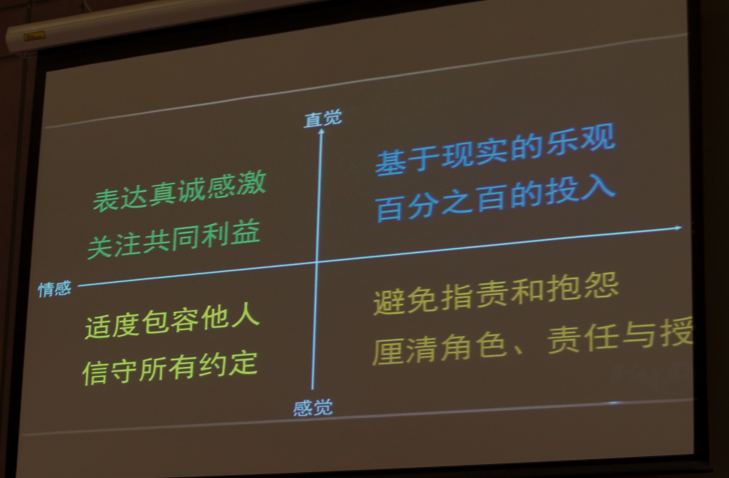 直觉
表达真诚感激
关注共同利益
基于现实的乐观
百分之百的投入
情感
适度包容他人
信守所有约定
避免指责和抱怨
厘清角色、责任与授
感觉